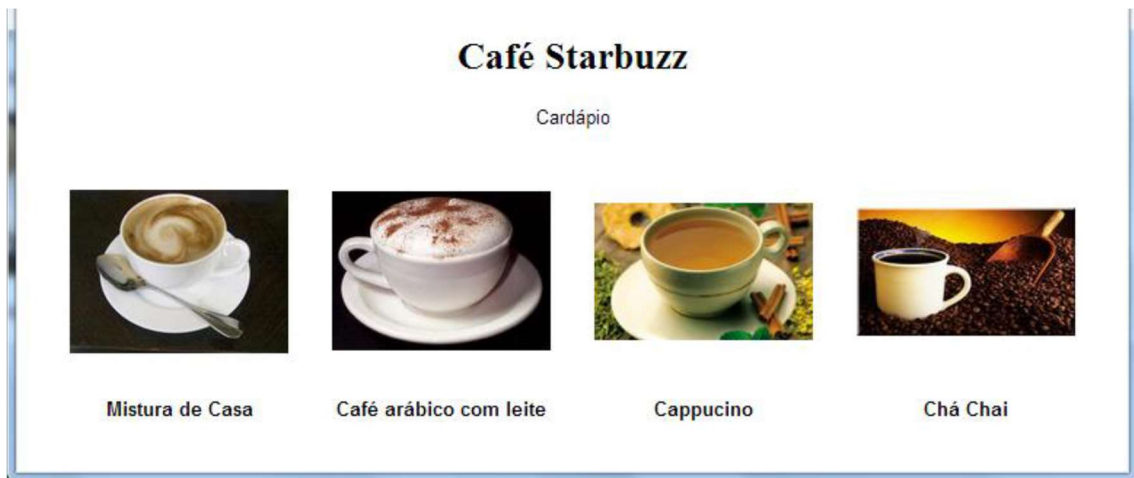 Café Starbuzz
Cardápio
Mistura de Casa
Café arábico com leite
Cappucino
Chá Chai